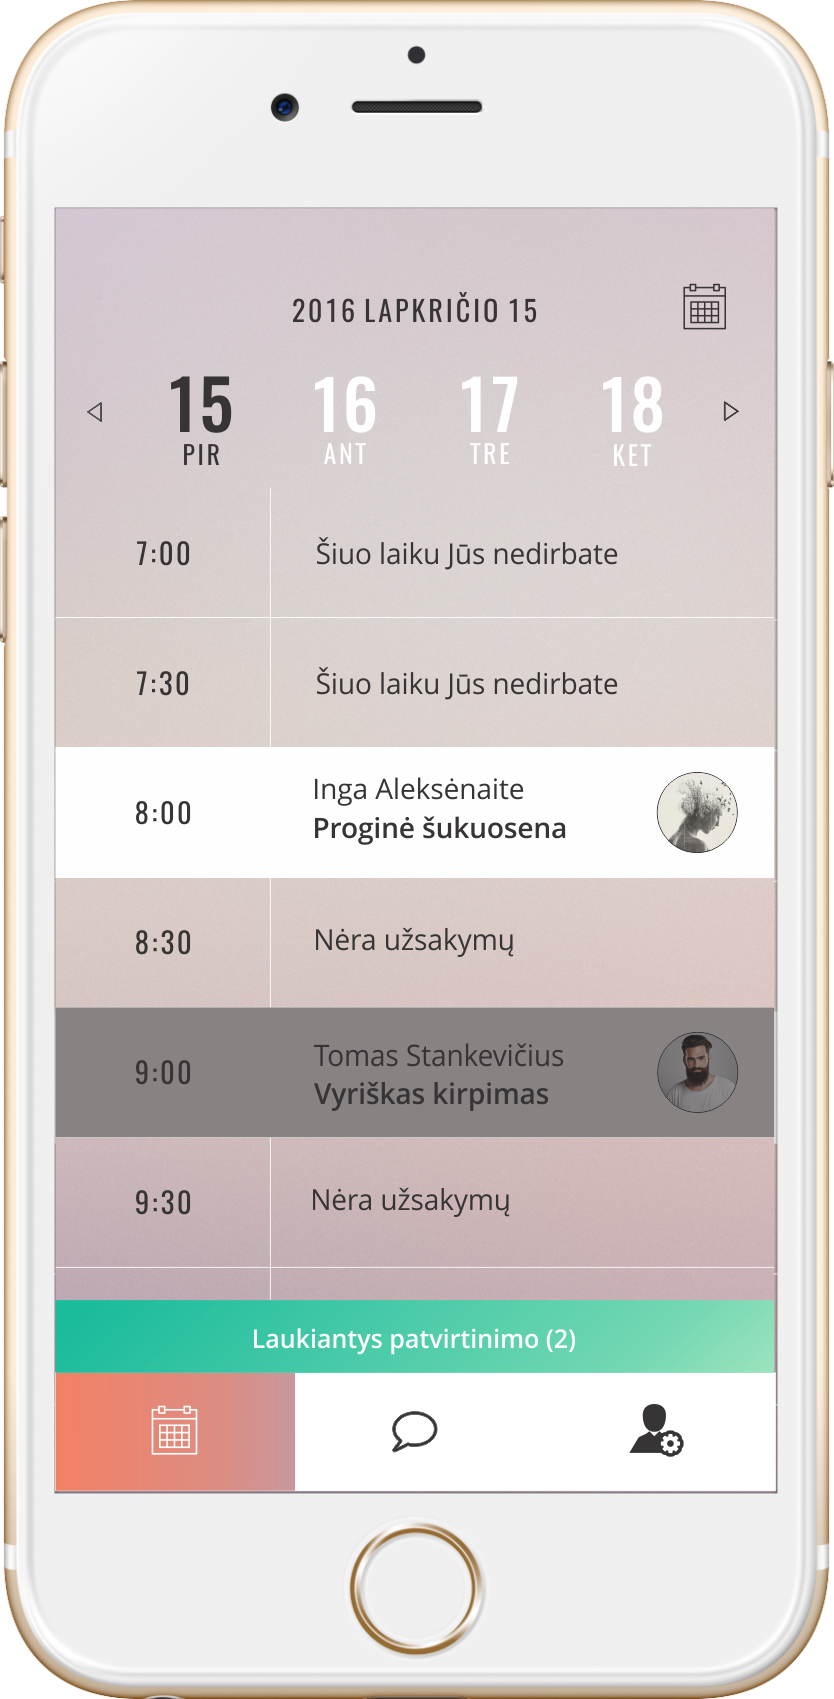 2016 LAPKRIČIO 15
15 16 17 18
PIR ANT TRE KET
7:00 Šiuo laiku Jūs nedirbate
7:30 Šiuo laiku Jūs nedirbate
8:00 Inga Aleksėnaite
Proginė šukuosena
8:30 Nėra užsakymų
9:00 Tomas Stankevičius
Vyriškas kirpimas
9:30 Nėra užsakymų
Laukiantys patvirtinimo (2)